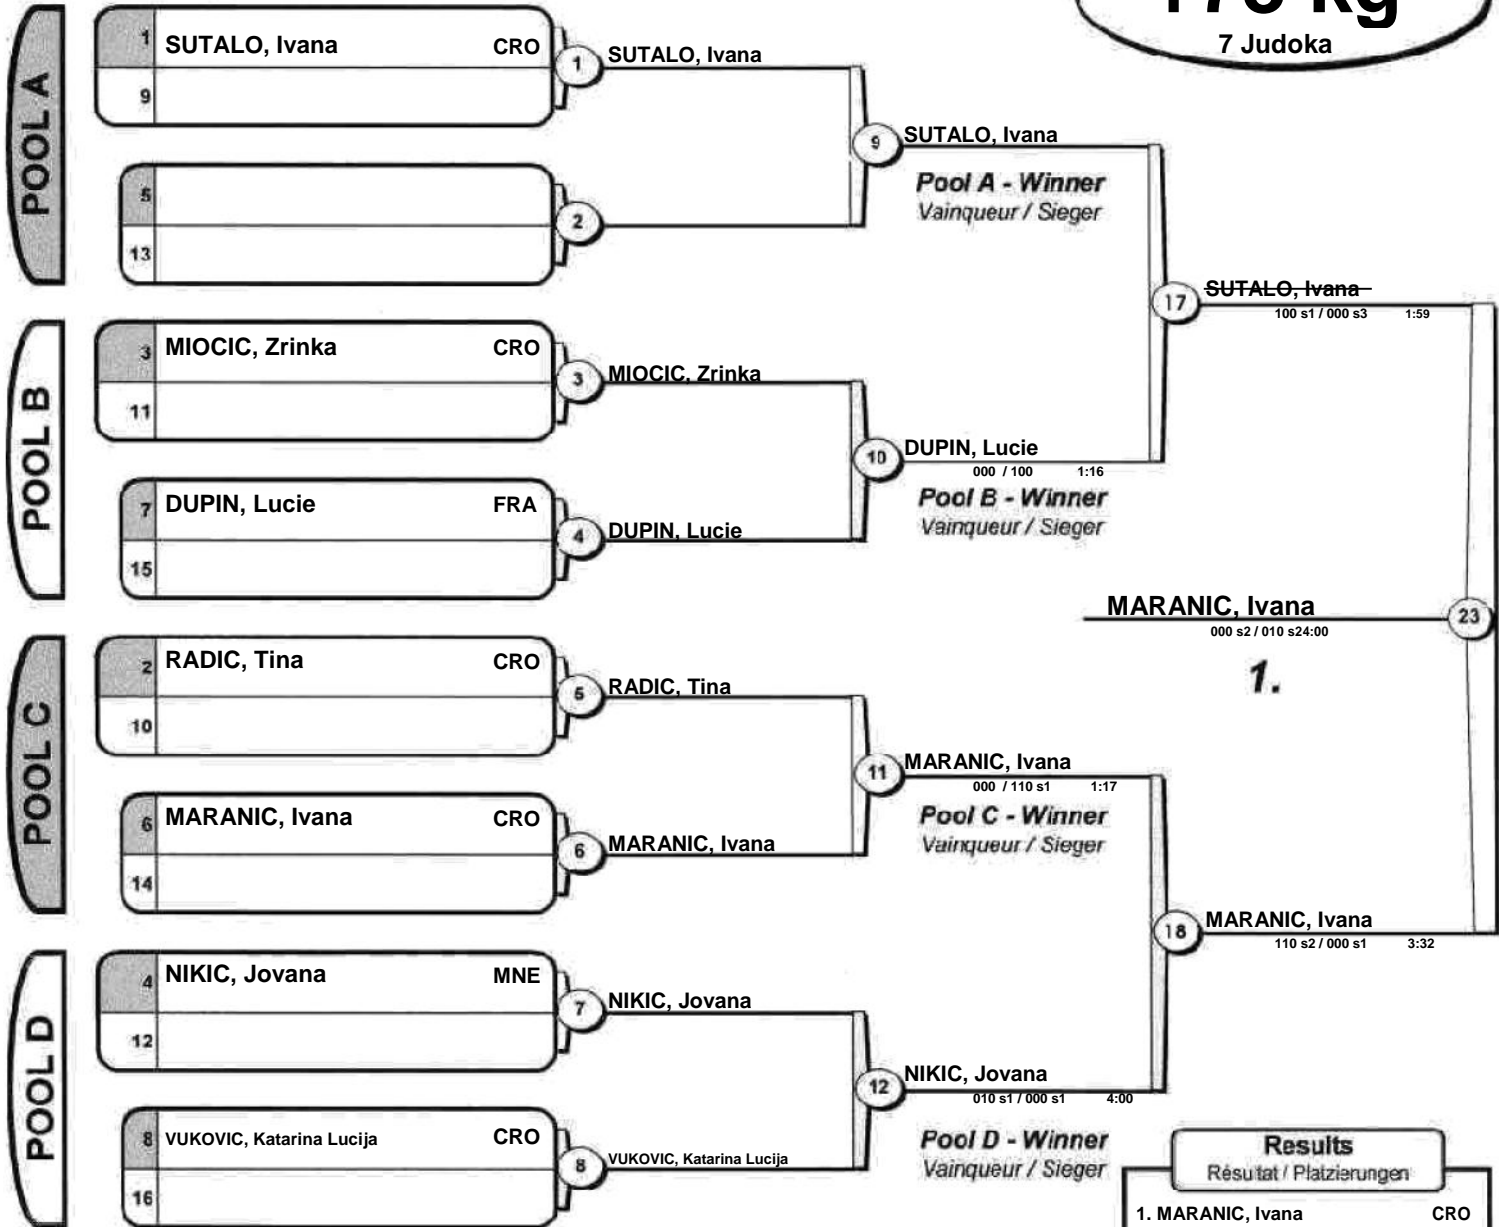 +78 kg
7 Judoka
POOL A
1 SUTALO, Ivana CRO
9
5
13
1 SUTALO, Ivana
2
9 SUTALO, Ivana
Pool A - Winner
Vainqueur / Sieger
17 SUTALO, Ivana
100 s1 / 000 s3 1:59
POOL B
3 MIOCIC, Zrinka CRO
11
7 DUPIN, Lucie FRA
15
3 MIOCIC, Zrinka
4 DUPIN, Lucie
10 DUPIN, Lucie
000 / 100 1:16
Pool B - Winner
Vainqueur / Sieger
MARANIC, Ivana 23
000 s2 / 010 s24:00
1.
POOL C
2 RADIC, Tina CRO
10
6 MARANIC, Ivana CRO
14
5 RADIC, Tina
6 MARANIC, Ivana
11 MARANIC, Ivana
000 / 110 s1 1:17
Pool C - Winner
Vainqueur / Sieger
18 MARANIC, Ivana
110 s2 / 000 s1 3:32
POOL D
4 NIKIC, Jovana MNE
12
8 VUKOVIC, Katarina Lucija CRO
16
7 NIKIC, Jovana
8 VUKOVIC, Katarina Lucija
12 NIKIC, Jovana
010 s1 / 000 s1 4:00
Pool D - Winner
Vainqueur / Sieger
Results
Résultat / Platzierungen
1. MARANIC, Ivana CRO